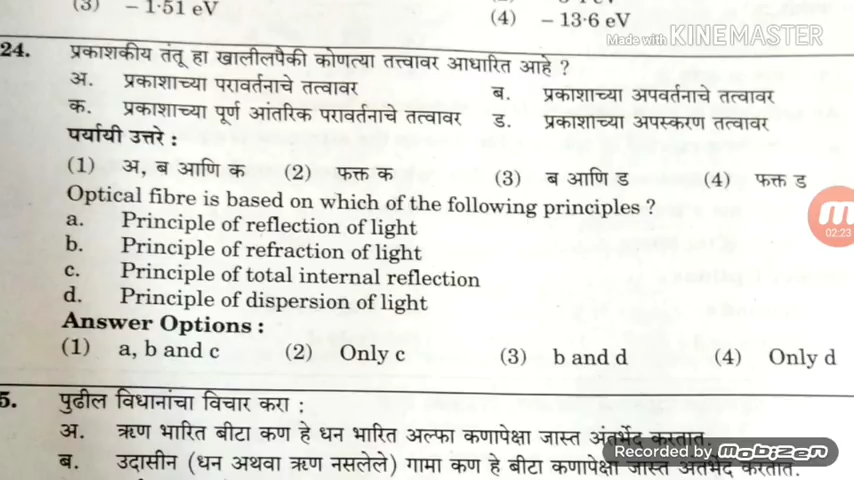 (3) – 1·51 eV
(4) – 13·6 eV
Made with KINEMASTER
24. प्रकाशकीय तंतू हा खालीलपैकी कोणत्या तत्त्वावर आधारित आहे ?
अ. प्रकाशाच्या परावर्तनाचे तत्वावर ब. प्रकाशाच्या अपवर्तनाचे तत्वावर
क. प्रकाशाच्या पूर्ण आंतरिक परावर्तनाचे तत्वावर ड. प्रकाशाच्या अपस्करण तत्वावर
पर्यायी उत्तरे :
(1) अ, ब आणि क (2) फक्त क (3) ब आणि ड (4) फक्त ड
Optical fibre is based on which of the following principles ?
a. Principle of reflection of light
b. Principle of refraction of light
c. Principle of total internal reflection
d. Principle of dispersion of light
Answer Options :
(1) a, b and c (2) Only c (3) b and d (4) Only d
02:23
5. पुढील विधानांचा विचार करा :
अ. ऋण भारित बीटा कण हे धन भारित अल्फा कणापेक्षा जास्त अंतर्भेद करतात.
Recorded by Mobizen
ब. उदासीन (धन अथवा ऋण नसलेले) गामा कण हे बीटा कणापेक्षा जास्त अंतर्भेद करतात.